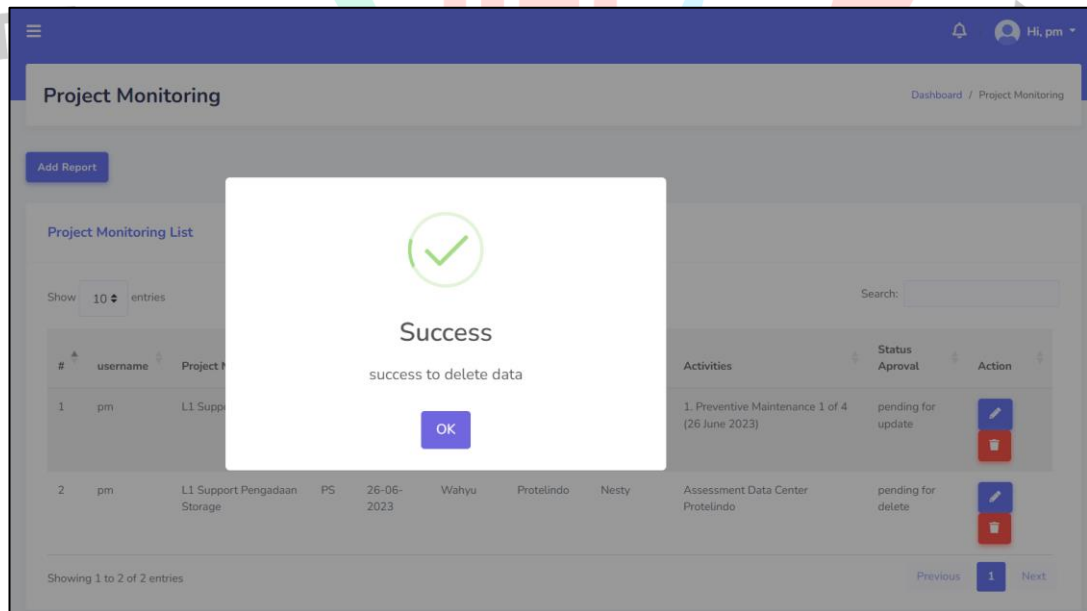 Hi, pm
Project Monitoring
Dashboard / Project Monitoring
Add Report
Project Monitoring List
Show 10 entries
Search:
Success
success to delete data
OK
# username Project Activities Status Aproval Action
1 pm L1 1. Preventive Maintenance 1 of 4 (26 June 2023) pending for update
2 pm L1 Support Pengadaan Storage PS 26-06-2023 Wahyu Protelindo Nesty Assessment Data Center Protelindo pending for delete
Showing 1 to 2 of 2 entries
Previous 1 Next